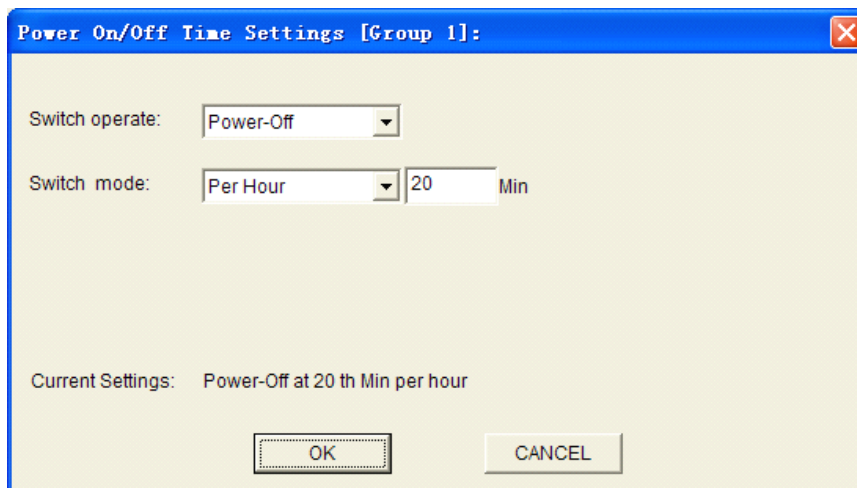 Power On/Off Time Settings [Group 1]:
Switch operate: Power-Off
Switch mode: Per Hour 20 Min
Current Settings: Power-Off at 20 th Min per hour
OK CANCEL